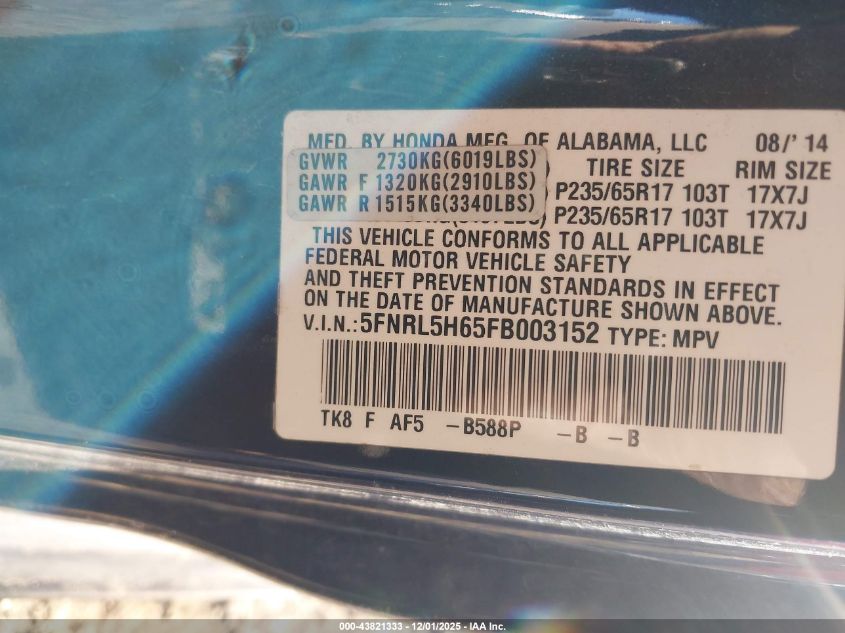 MFD. BY HONDA MFG. OF ALABAMA, LLC 08/' 14
GVWR 2730KG(6019LBS) TIRE SIZE RIM SIZE
GAWR F 1320KG(2910LBS) P235/65R17 103T 17X7J
GAWR R 1515KG(3340LBS) P235/65R17 103T 17X7J
THIS VEHICLE CONFORMS TO ALL APPLICABLE
FEDERAL MOTOR VEHICLE SAFETY
AND THEFT PREVENTION STANDARDS IN EFFECT
ON THE DATE OF MANUFACTURE SHOWN ABOVE.
V.I.N.: 5FNRL5H65FB003152 TYPE: MPV
TK8 F AF5 -B588P -B -B
000-43821333 - 12/01/2025 - IAA Inc.